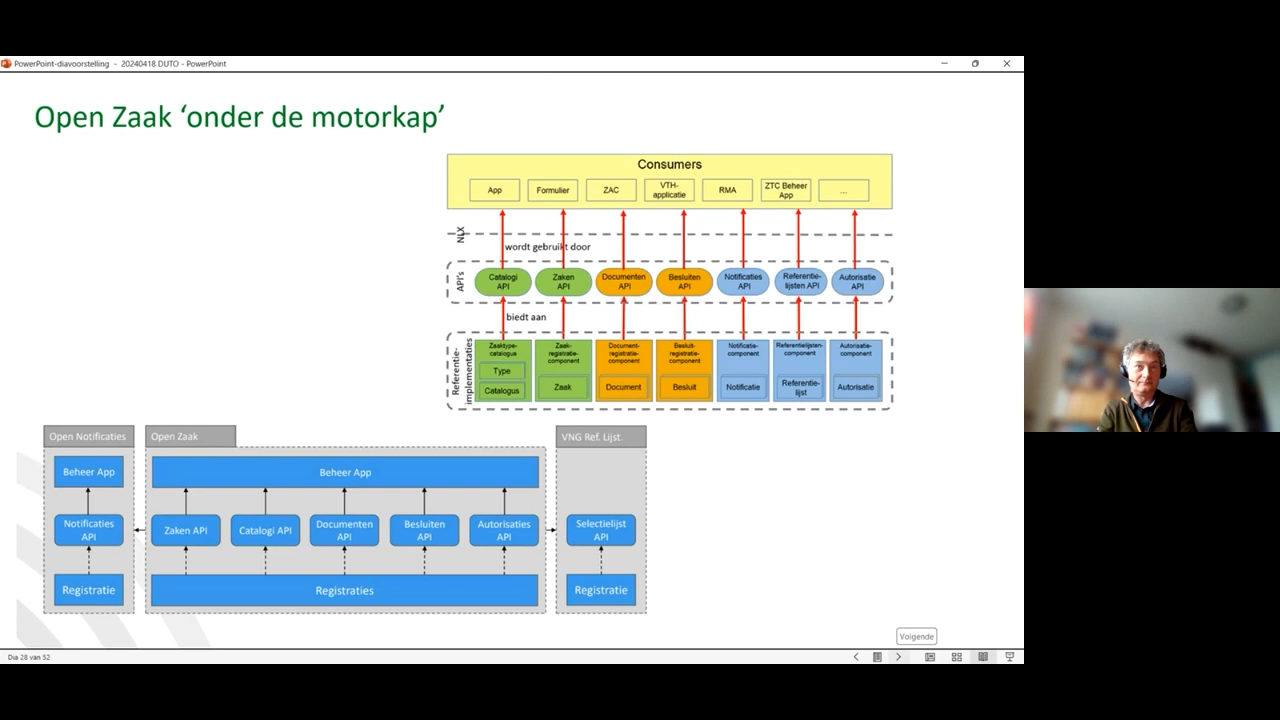 PowerPoint-diavoorstelling - 20240418 DUTO - PowerPoint
Open Zaak ‘onder de motorkap’
Consumers
App
Formulier
ZAC
VTH-
applicatie
RMA
ZTC Beheer
App
...
NLX
wordt gebruikt door
API's
Catalogi
API
Zaken
API
Documenten
API
Besluiten
API
Notificaties
API
Referentie-
lijsten API
Autorisatie
API
biedt aan
Referentie-
implementaties
Zaaktype-
catalogus
Type
Catalogus
Zaak-
registratie-
component
Zaak
Document-
registratie-
component
Document
Besluit-
registratie-
component
Besluit
Notificatie-
component
Notificatie
Referentielijsten-
component
Referentie-
lijst
Autorisatie-
component
Autorisatie
Open Notificaties
Beheer App
Notificaties
API
Registratie
Open Zaak
Beheer App
Zaken API
Catalogi API
Documenten
API
Besluiten
API
Autorisaties
API
Registraties
VNG Ref. Lijst.
Selectielijst
API
Registratie
Volgende
Dia 28 van 52